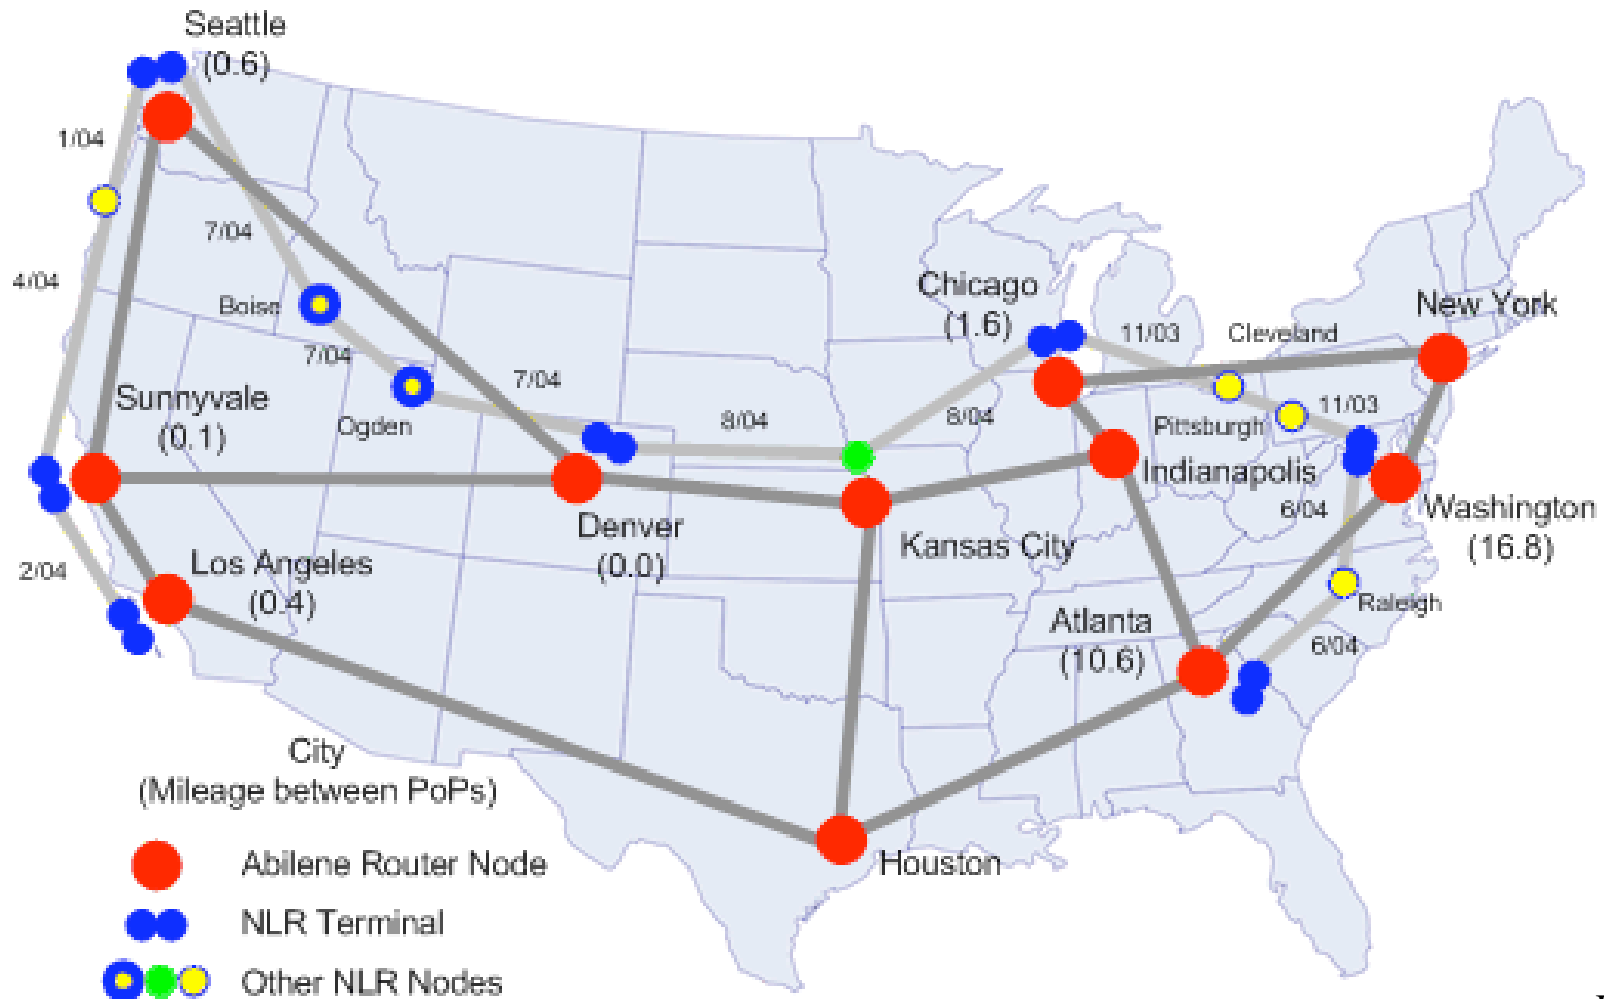 Seattle
(0.6)
1/04
7/04
4/04
Boise
7/04
7/04
Ogden
Sunnyvale
(0.1)
8/04
Chicago
(1.6)
11/03
Cleveland
New York
8/04
11/03
Pittsburgh
Indianapolis
6/04
Washington
(16.8)
Denver
(0.0)
Kansas City
2/04
Los Angeles
(0.4)
Raleigh
Atlanta
(10.6)
6/04
City
(Mileage between PoPs)
Abilene Router Node
Houston
NLR Terminal
Other NLR Nodes